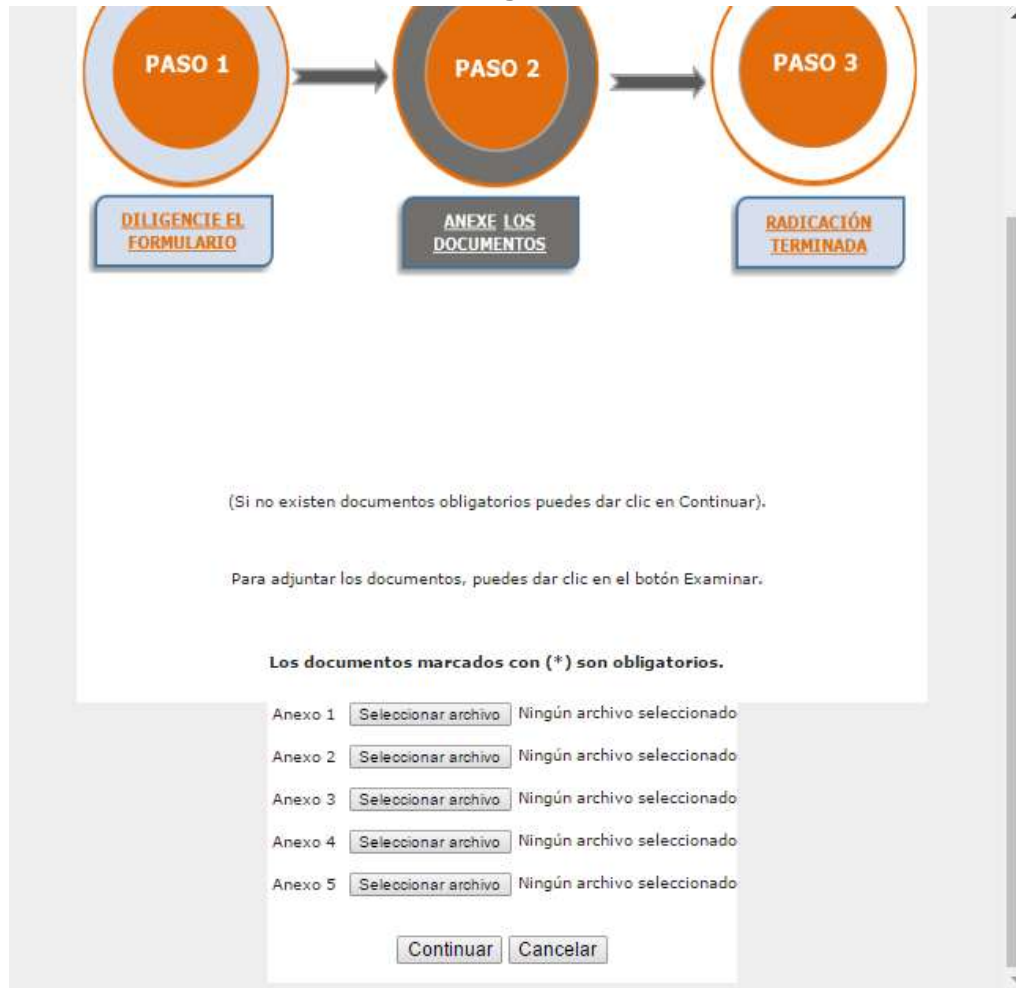 PASO 1
PASO 2
PASO 3
DILIGENCIE EL
FORMULARIO
ANEXE LOS
DOCUMENTOS
RADICACIÓN
TERMINADA
(Si no existen documentos obligatorios puedes dar clic en Continuar).
Para adjuntar los documentos, puedes dar clic en el botón Examinar.
Los documentos marcados con (*) son obligatorios.
Anexo 1 Seleccionar archivo Ningún archivo seleccionado
Anexo 2 Seleccionar archivo Ningún archivo seleccionado
Anexo 3 Seleccionar archivo Ningún archivo seleccionado
Anexo 4 Seleccionar archivo Ningún archivo seleccionado
Anexo 5 Seleccionar archivo Ningún archivo seleccionado
Continuar Cancelar